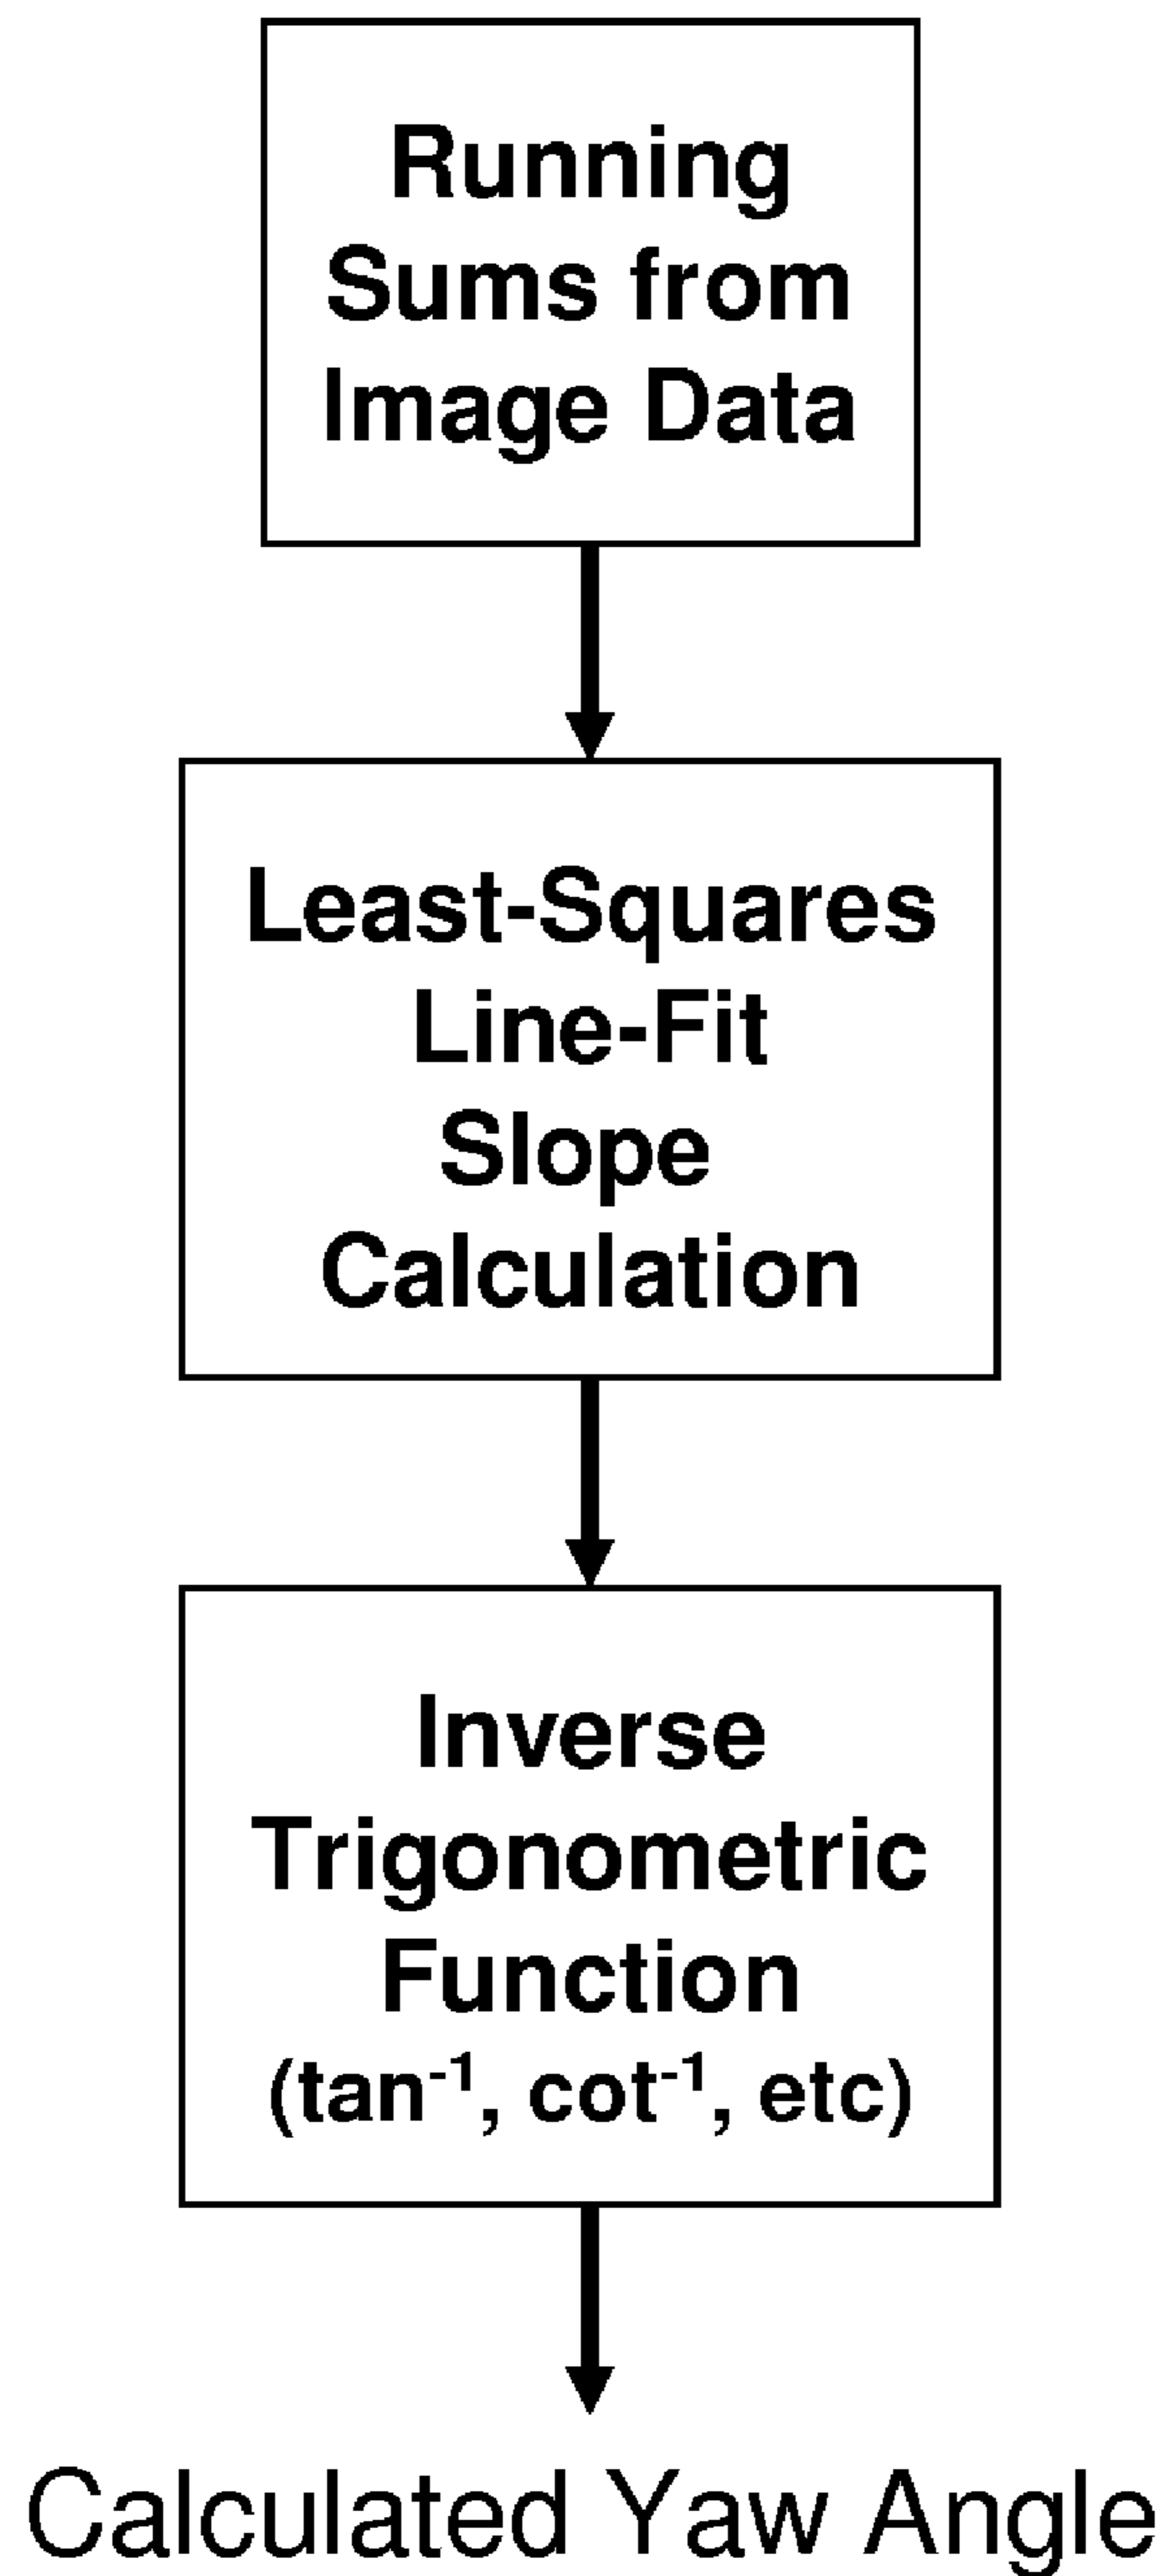 Running
Sums from
Image Data
Least-Squares
Line-Fit
Slope
Calculation
Inverse
Trigonometric
Function
(tan⁻¹, cot⁻¹, etc)
Calculated Yaw Angle